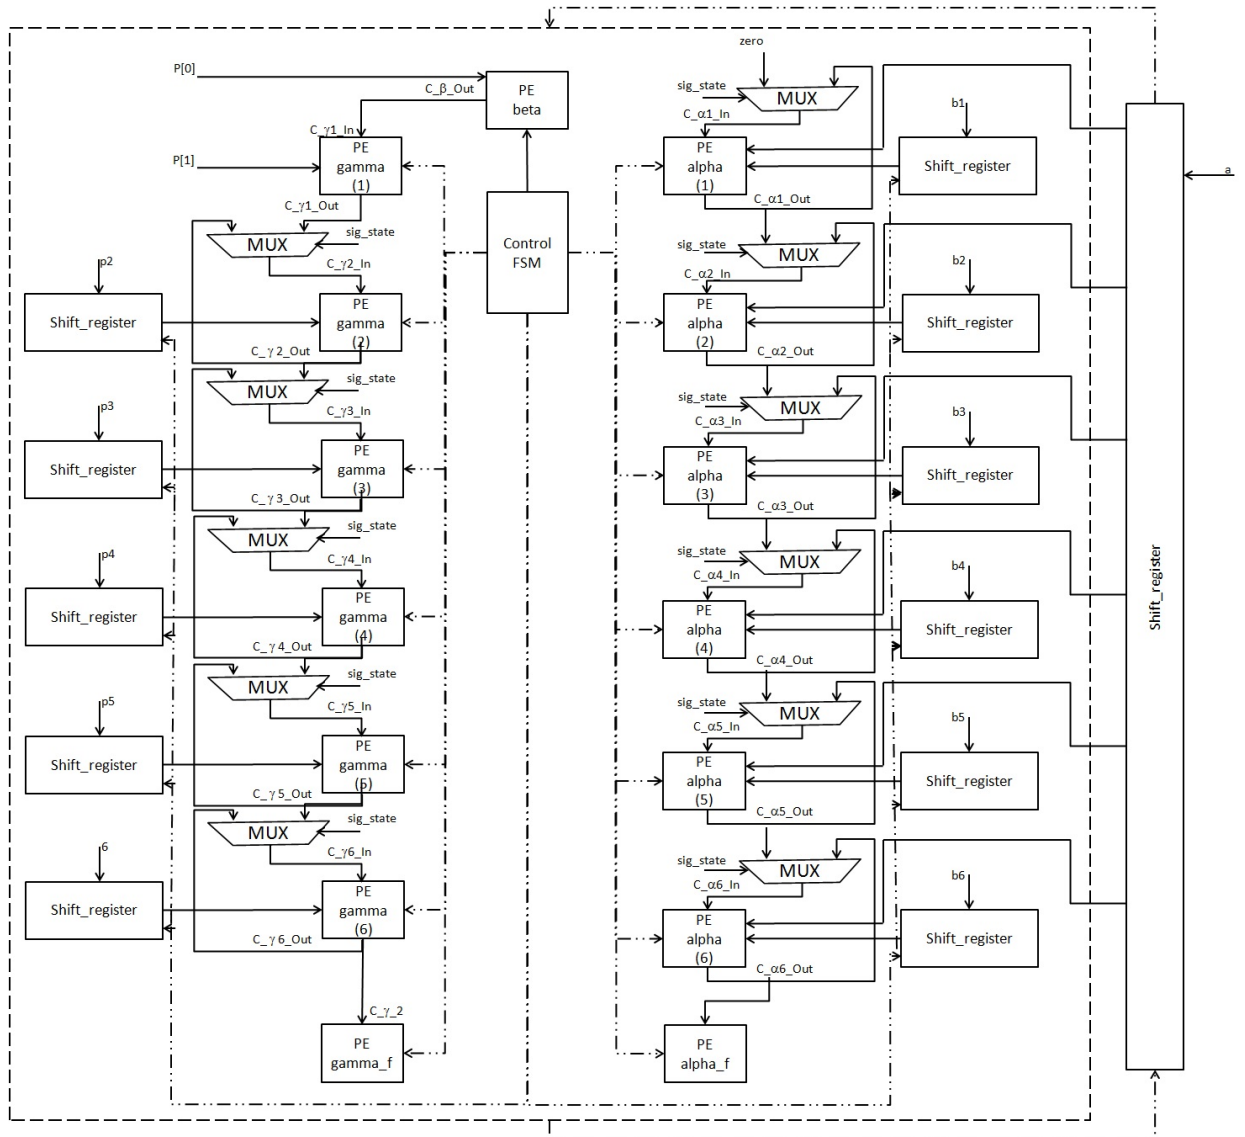 zero
P[0]
PE
beta
C_β_Out
sig_state
MUX
b1
C_α1_In
C_γ1_In
PE
gamma
(1)
P[1]
PE
alpha
(1)
Shift_register
a
C_γ1_Out
C_α1_Out
Control
FSM
sig_state
MUX
sig_state
MUX
p2
C_γ2_In
C_α2_In
b2
Shift_register
PE
gamma
(2)
PE
alpha
(2)
Shift_register
C_γ2_Out
C_α2_Out
sig_state
MUX
sig_state
MUX
p3
C_γ3_In
C_α3_In
b3
Shift_register
PE
gamma
(3)
PE
alpha
(3)
Shift_register
C_γ3_Out
C_α3_Out
sig_state
MUX
sig_state
MUX
p4
C_γ4_In
C_α4_In
b4
Shift_register
PE
gamma
(4)
PE
alpha
(4)
Shift_register
Shift_register
C_γ4_Out
C_α4_Out
sig_state
MUX
sig_state
MUX
p5
C_γ5_In
C_α5_In
b5
Shift_register
PE
gamma
(5)
PE
alpha
(5)
Shift_register
C_γ5_Out
C_α5_Out
sig_state
MUX
sig_state
MUX
6
C_γ6_In
C_α6_In
b6
Shift_register
PE
gamma
(6)
PE
alpha
(6)
Shift_register
C_γ6_Out
C_α6_Out
C_γ_2
PE
gamma_f
PE
alpha_f